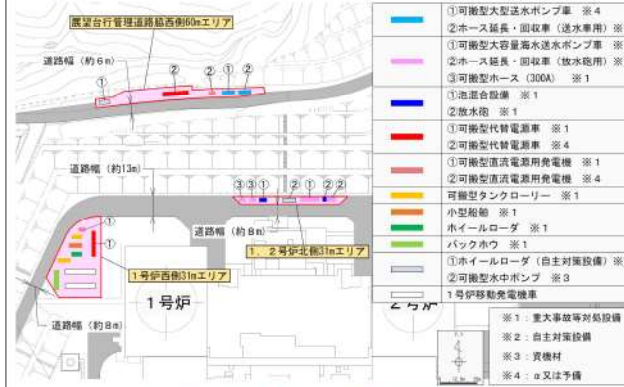 展望台行管理道路脇西側60mエリア
道路幅（約6m）
①
②
②
①
②
道路幅（約13m）
③
③
①
②
①
②
②
道路幅（約8m）
1，2号炉北側31mエリア
①
①
1号炉西側31mエリア
道路幅（約8m）
1号炉
2号炉
①可搬型大型送水ポンプ車 ※4
②ホース延長・回収車（送水車用）※
①可搬型大容量海水送水ポンプ車 ※
②ホース延長・回収車（放水砲用）※
③可搬型ホース（300A） ※1
①泡混合設備 ※1
②放水砲 ※1
①可搬型代替電源車 ※1
②可搬型代替電源車 ※4
①可搬型直流電源用発電機 ※1
②可搬型直流電源用発電機 ※4
可搬型タンクローリー ※1
小型船舶 ※1
ホイールローダ ※1
バックホウ ※1
①ホイールローダ（自主対策設備）※
②可搬型水中ポンプ ※3
1号炉移動発電機車
※1：重大事故等対処設備
※2：自主対策設備
※3：資機材
※4：α又は予備